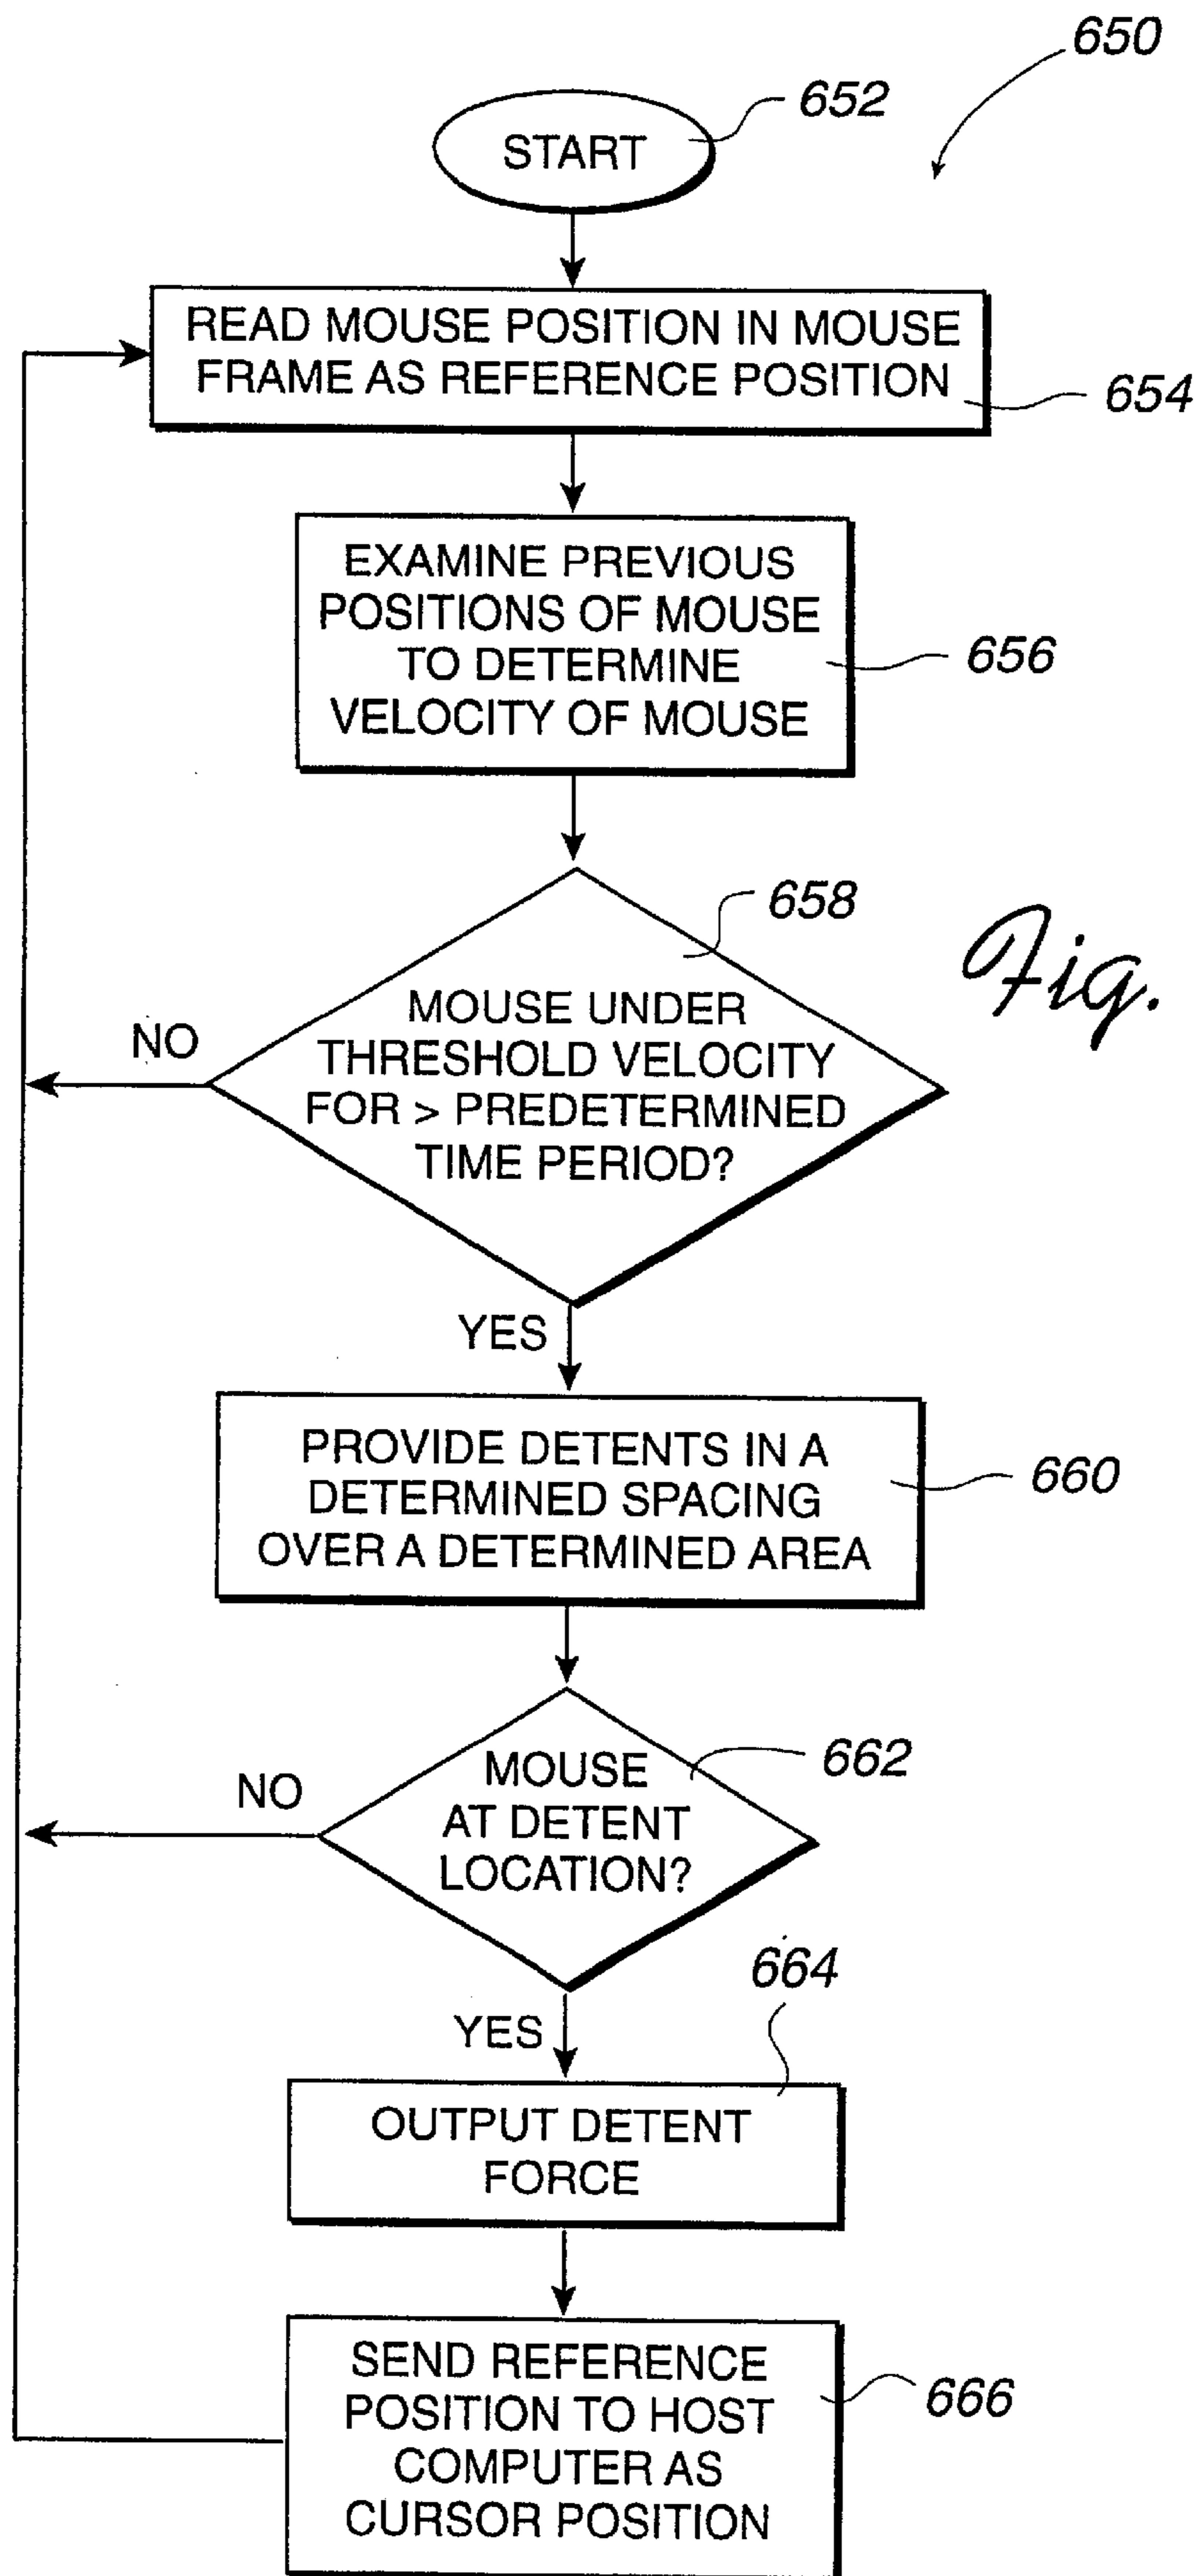 650
652
START
READ MOUSE POSITION IN MOUSE
FRAME AS REFERENCE POSITION
654
EXAMINE PREVIOUS
POSITIONS OF MOUSE
TO DETERMINE
VELOCITY OF MOUSE
656
658
Fig.
MOUSE UNDER
THRESHOLD VELOCITY
FOR > PREDETERMINED
TIME PERIOD?
NO
YES
PROVIDE DETENTS IN A
DETERMINED SPACING
OVER A DETERMINED AREA
660
662
MOUSE
AT DETENT
LOCATION?
NO
664
YES
OUTPUT DETENT
FORCE
SEND REFERENCE
POSITION TO HOST
COMPUTER AS
CURSOR POSITION
666